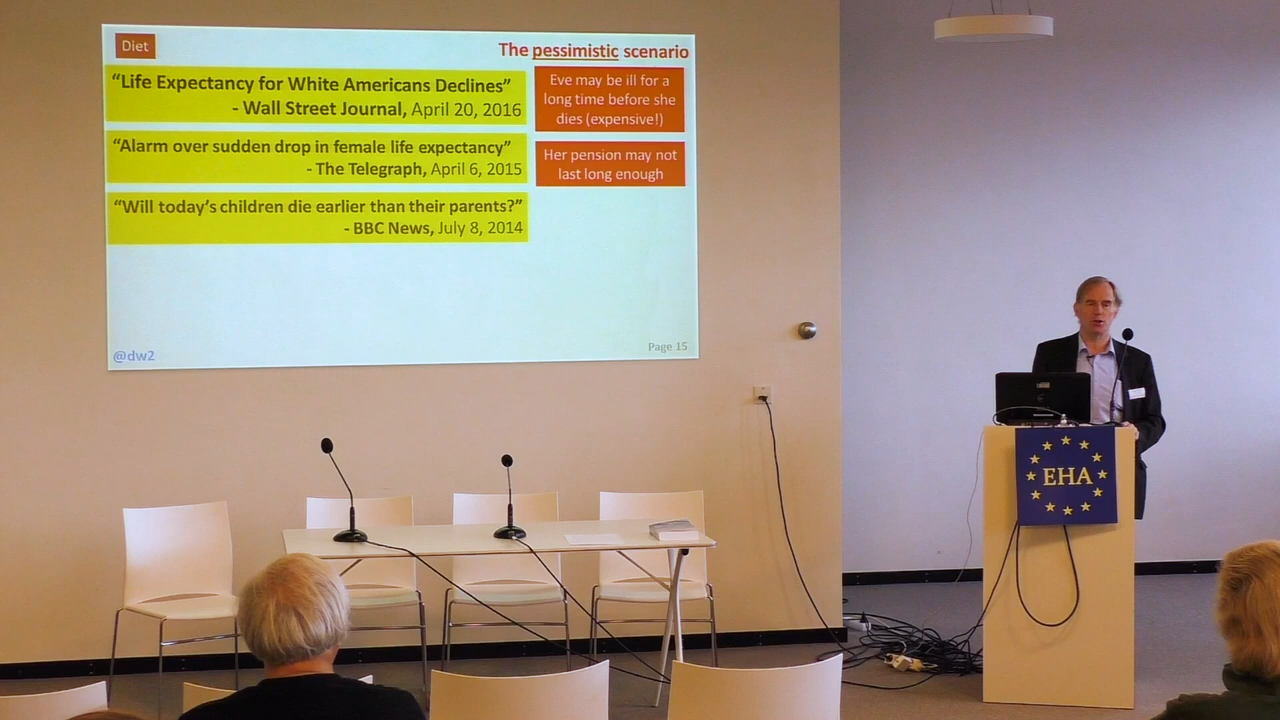 Diet
The pessimistic scenario
“Life Expectancy for White Americans Declines”
- Wall Street Journal, April 20, 2016
“Alarm over sudden drop in female life expectancy”
- The Telegraph, April 6, 2015
“Will today’s children die earlier than their parents?”
- BBC News, July 8, 2014
Eve may be ill for a
long time before she
dies (expensive!)
Her pension may not
last long enough
@dw2
Page 15
EHA